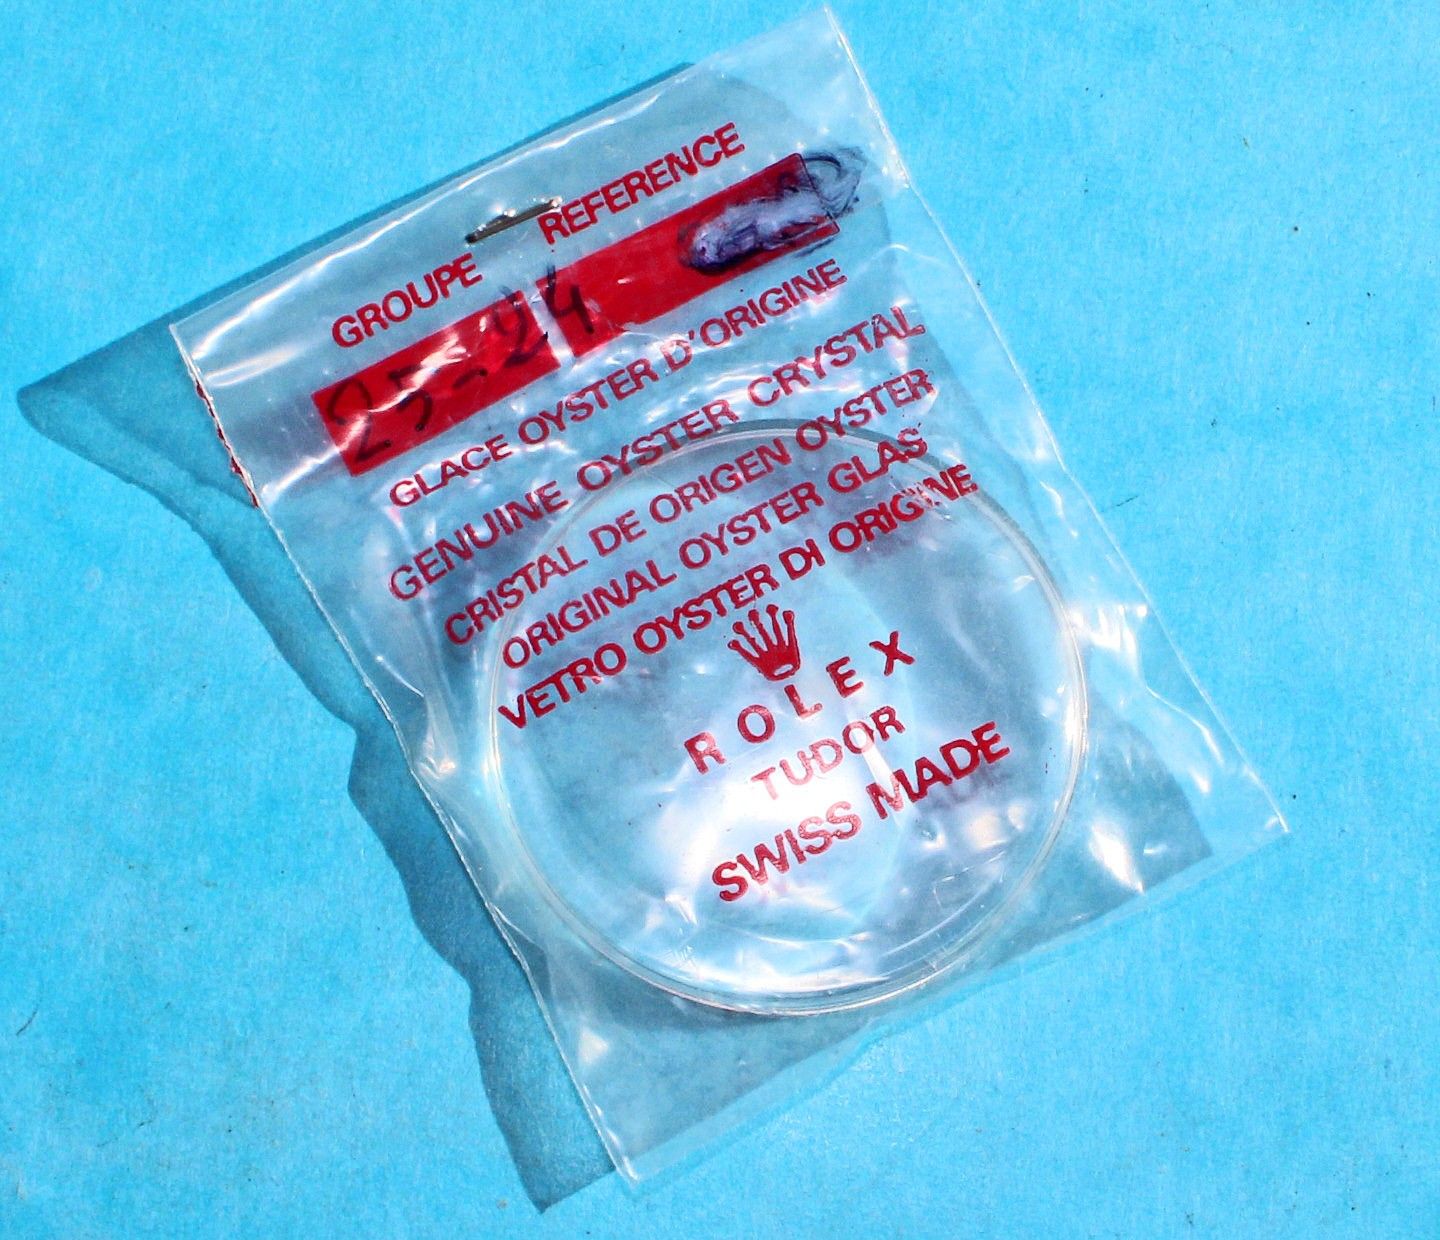 GROUPE REFERENCE
25-24
GLACE OYSTER D'ORIGINE
GENUINE OYSTER CRYSTAL
CRISTAL DE ORIGEN OYSTER
ORIGINAL OYSTER GLAS
VETRO OYSTER DI ORIGINE
ROLEX
TUDOR
SWISS MADE